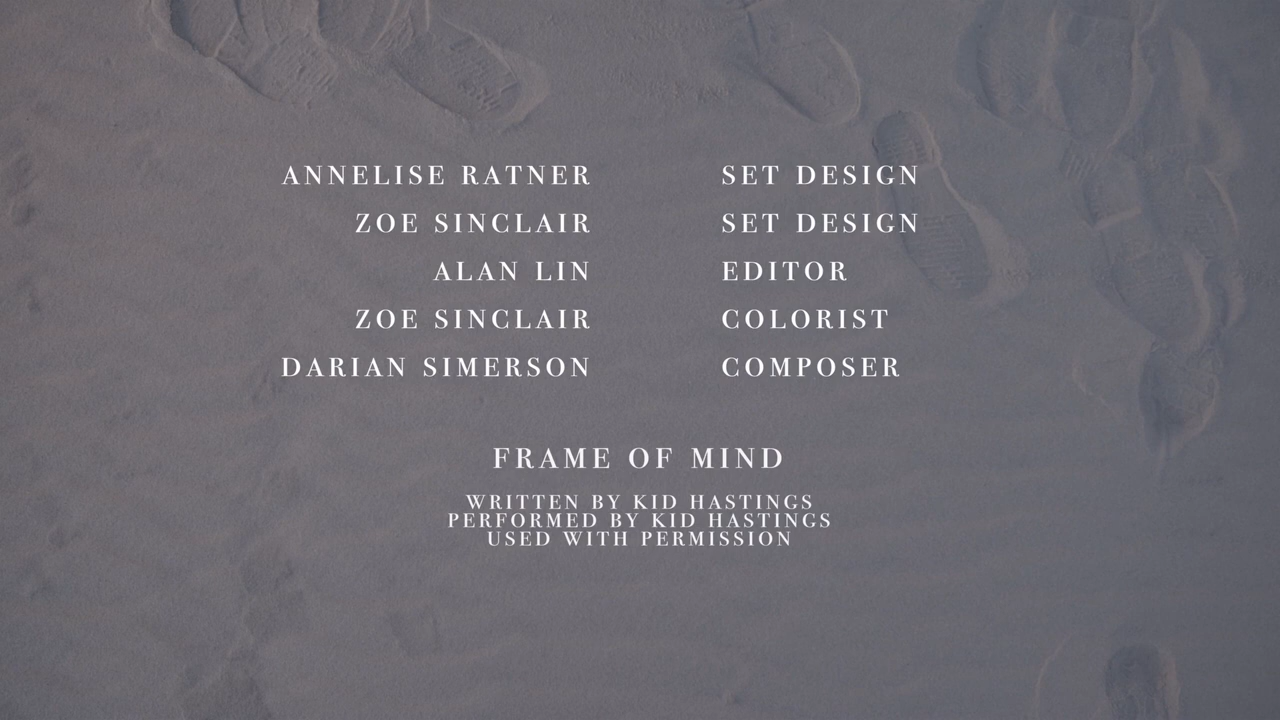 ANNELISE RATNER SET DESIGN
ZOE SINCLAIR SET DESIGN
ALAN LIN EDITOR
ZOE SINCLAIR COLORIST
DARIAN SIMERSON COMPOSER
FRAME OF MIND
WRITTEN BY KID HASTINGS
PERFORMED BY KID HASTINGS
USED WITH PERMISSION